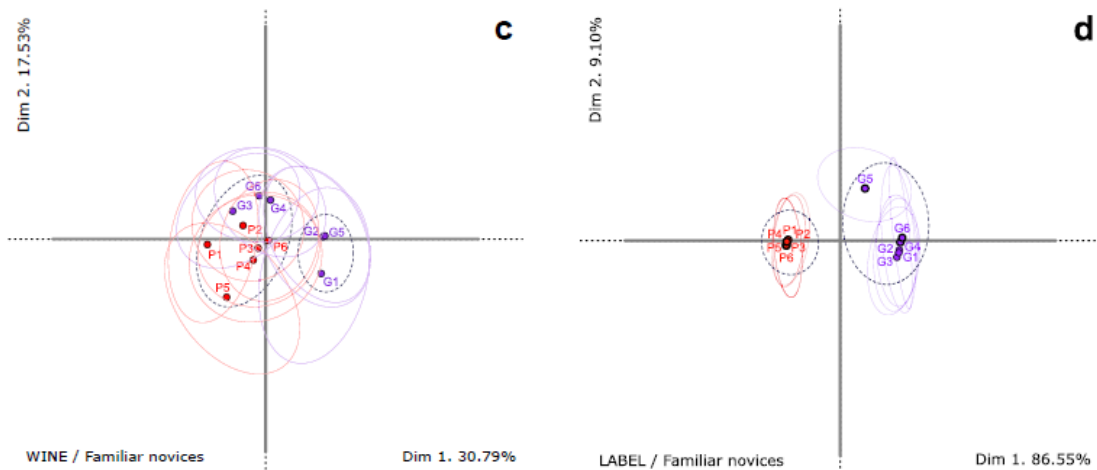 c
Dim 2. 17.53%
G6
G3
G4
P2
G2
G5
P1
P3
P6
P4
G1
P5
WINE / Familiar novices
Dim 1. 30.79%
d
Dim 2. 9.10%
G5
P4
P1
P2
G6
P5
P3
G2
G4
P6
G3
G1
LABEL / Familiar novices
Dim 1. 86.55%